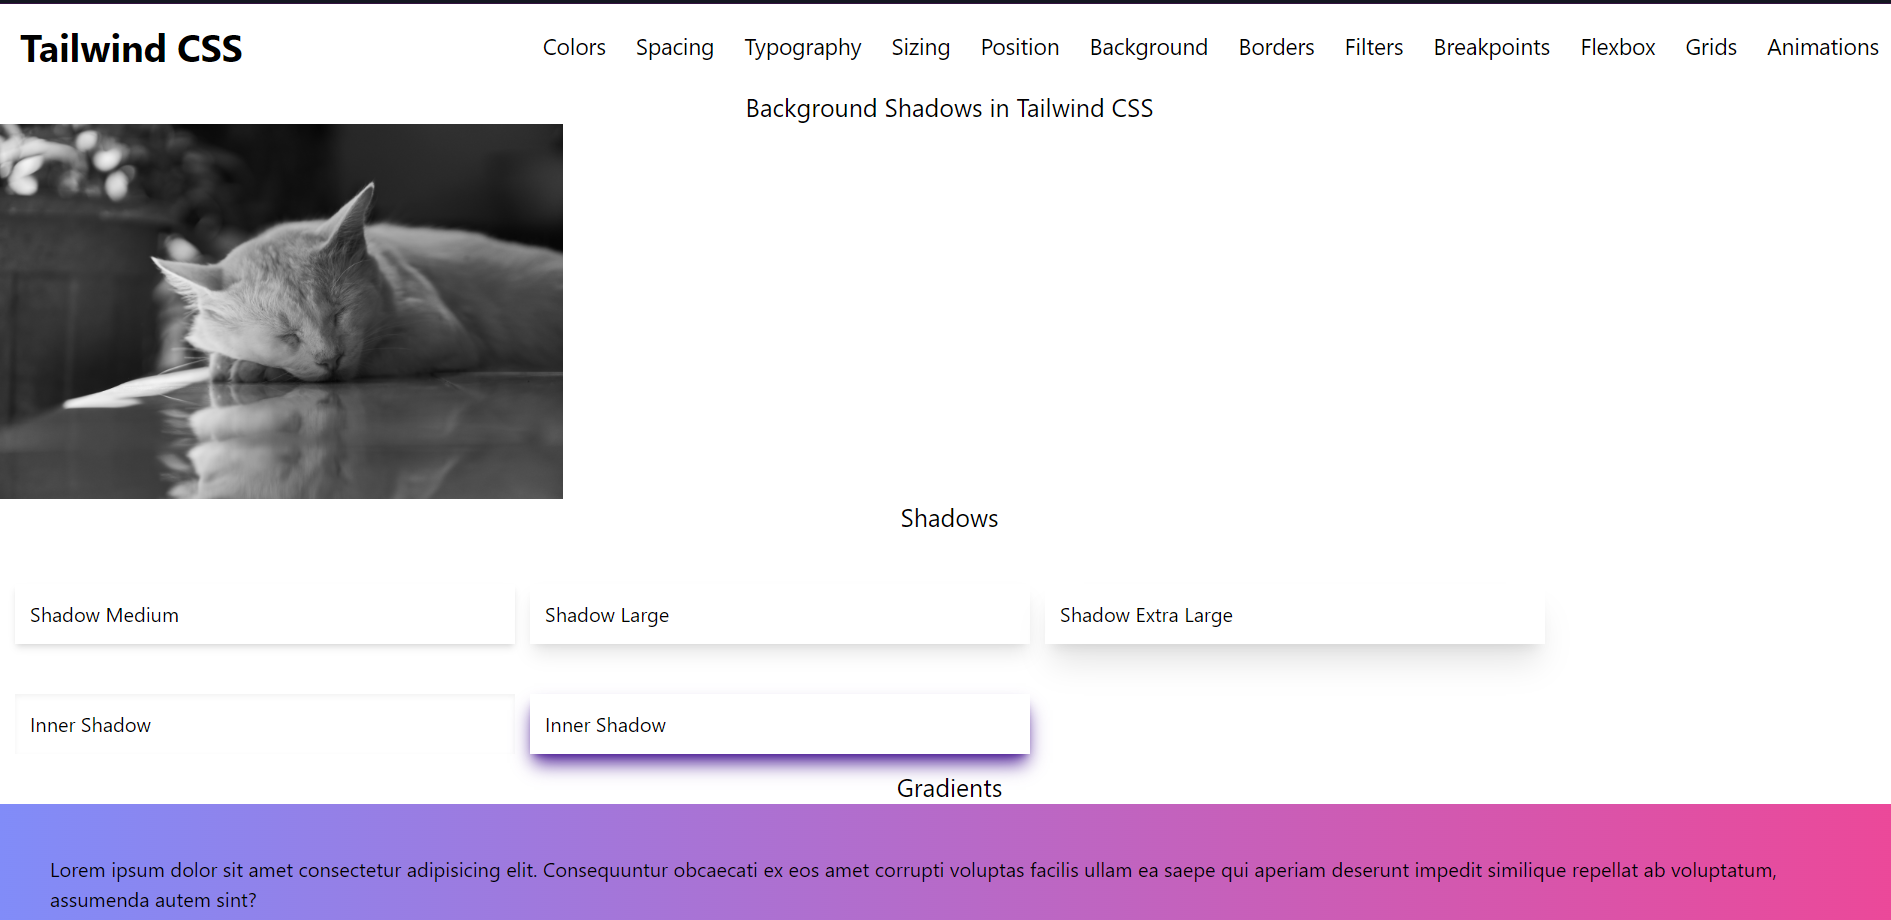 Tailwind CSS
Colors Spacing Typography Sizing Position Background Borders Filters Breakpoints Flexbox Grids Animations
Background Shadows in Tailwind CSS
Shadows
Shadow Medium
Shadow Large
Shadow Extra Large
Inner Shadow
Inner Shadow
Gradients
Lorem ipsum dolor sit amet consectetur adipisicing elit. Consequuntur obcaecati ex eos amet corrupti voluptas facilis ullam ea saepe qui aperiam deserunt impedit similique repellat ab voluptatum,
assumenda autem sint?